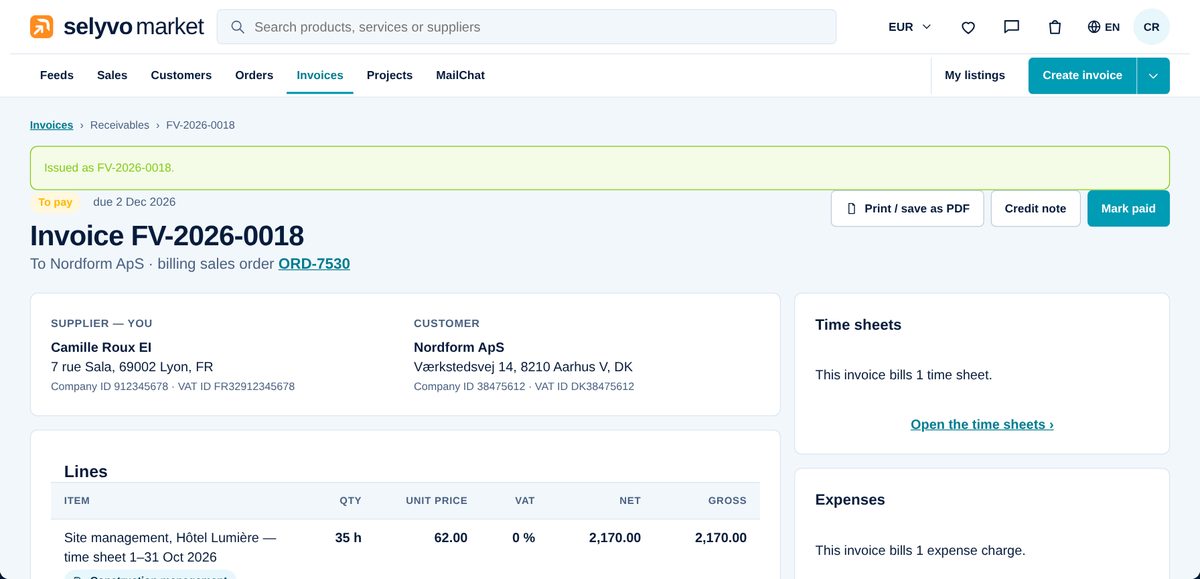 selyvo market
Search products, services or suppliers
EUR
EN
CR
Feeds
Sales
Customers
Orders
Invoices
Projects
MailChat
My listings
Create invoice
Invoices › Receivables › FV-2026-0018
Issued as FV-2026-0018.
To pay
due 2 Dec 2026
Print / save as PDF
Credit note
Mark paid
Invoice FV-2026-0018
To Nordform ApS · billing sales order ORD-7530
SUPPLIER — YOU
Camille Roux EI
7 rue Sala, 69002 Lyon, FR
Company ID 912345678 · VAT ID FR32912345678
CUSTOMER
Nordform ApS
Værkstedsvej 14, 8210 Aarhus V, DK
Company ID 38475612 · VAT ID DK38475612
Time sheets
This invoice bills 1 time sheet.
Open the time sheets ›
Lines
ITEM QTY UNIT PRICE VAT NET GROSS
Site management, Hôtel Lumière — 35 h 62.00 0 % 2,170.00 2,170.00
time sheet 1–31 Oct 2026
Construction management
Expenses
This invoice bills 1 expense charge.